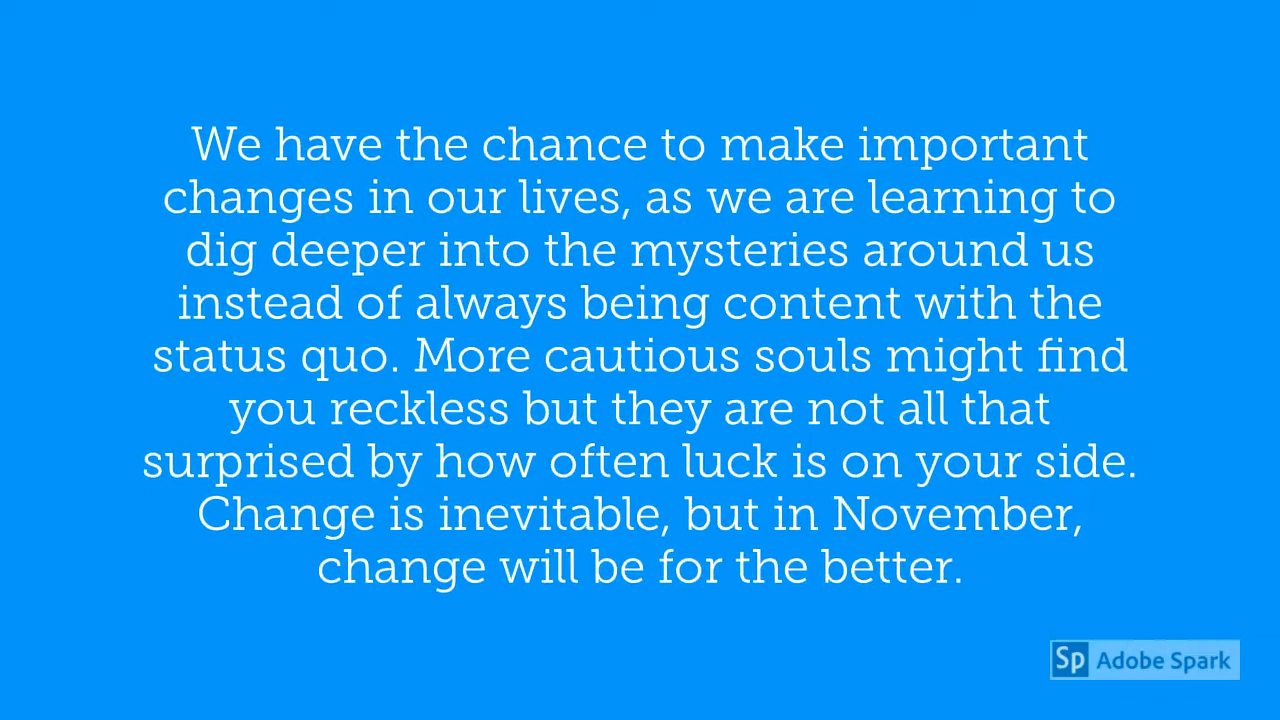 We have the chance to make important
changes in our lives, as we are learning to
dig deeper into the mysteries around us
instead of always being content with the
status quo. More cautious souls might find
you reckless but they are not all that
surprised by how often luck is on your side.
Change is inevitable, but in November,
change will be for the better.
Sp Adobe Spark